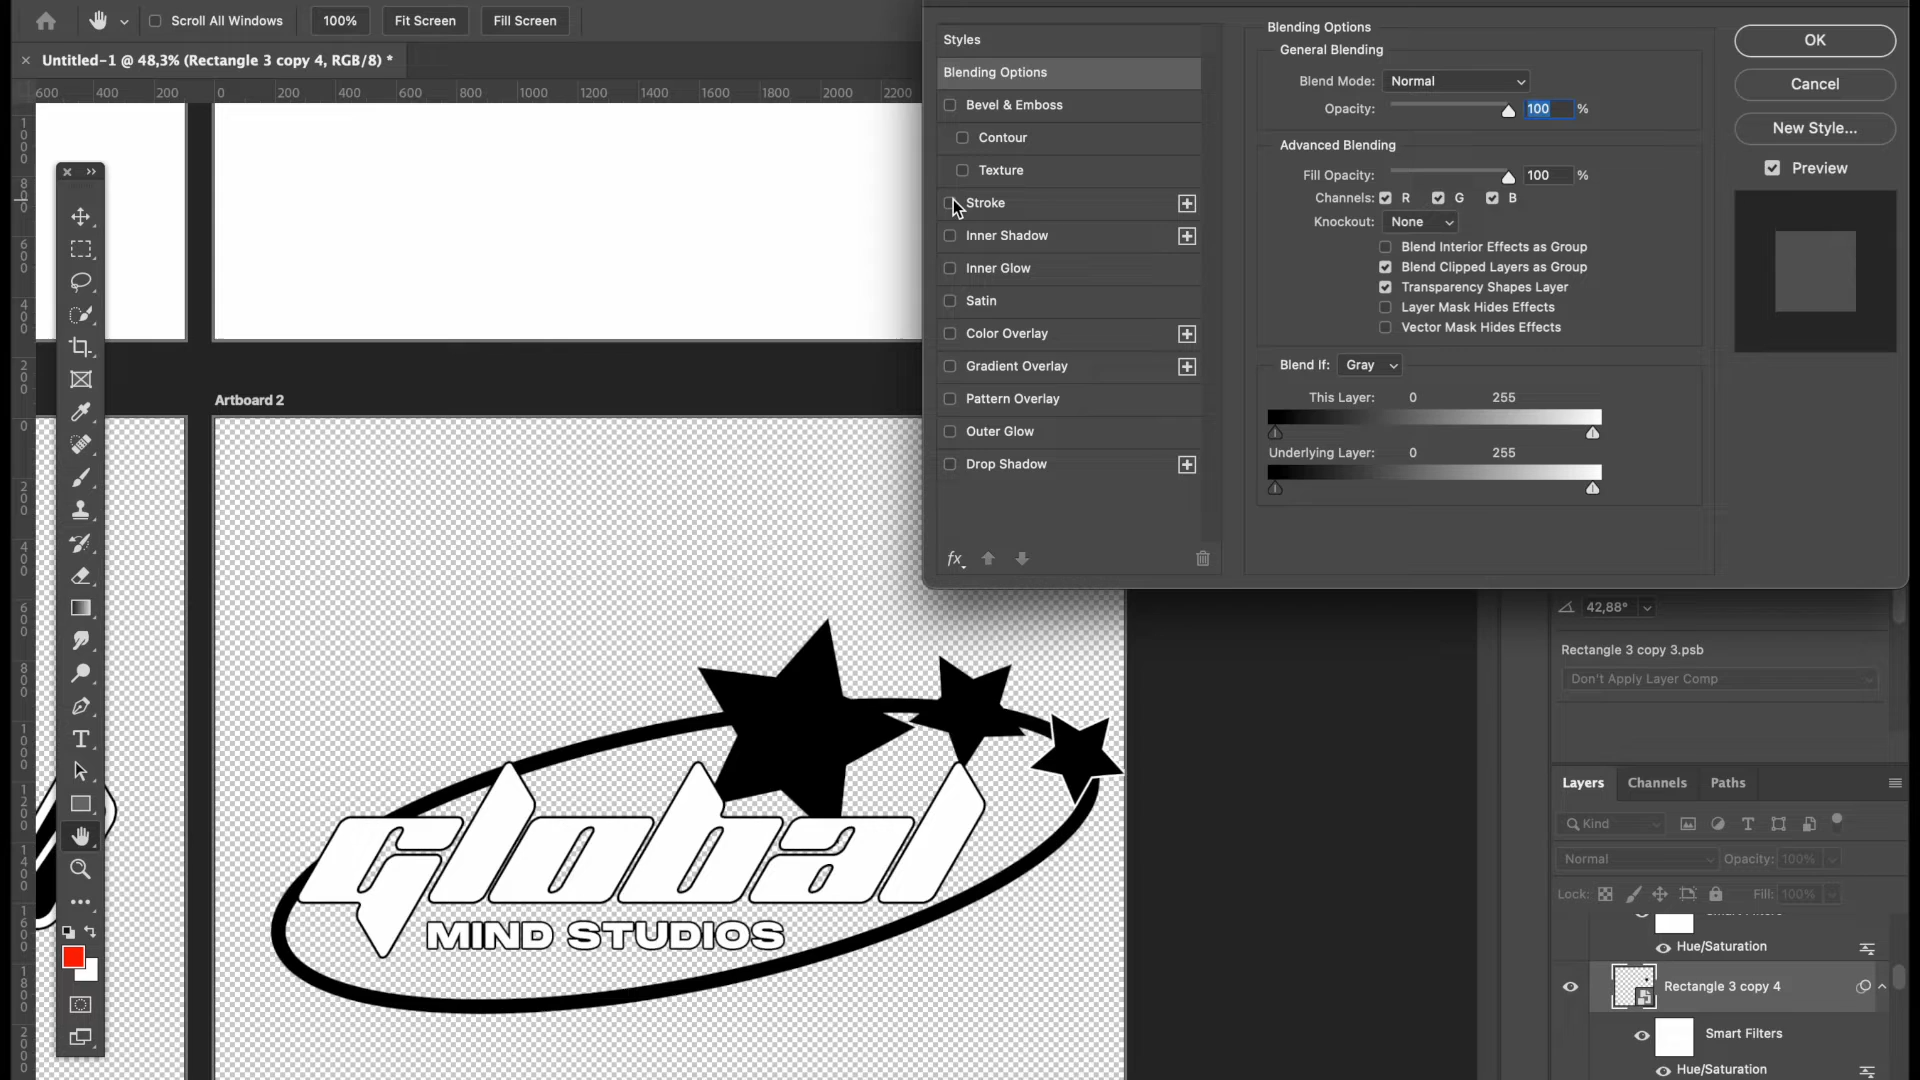 Scroll All Windows
100%
Fit Screen
Fill Screen
Untitled-1 @ 48,3% (Rectangle 3 copy 4, RGB/8) *
600 400 200 0 200 400 600 800 1000 1200 1400 1600 1800 2000 2200
Styles
Blending Options
Bevel & Emboss
Contour
Texture
Stroke
Inner Shadow
Inner Glow
Satin
Color Overlay
Gradient Overlay
Pattern Overlay
Outer Glow
Drop Shadow
fx
Blending Options
General Blending
Blend Mode: Normal
Opacity: 100 %
Advanced Blending
Fill Opacity: 100 %
Channels: R G B
Knockout: None
Blend Interior Effects as Group
Blend Clipped Layers as Group
Transparency Shapes Layer
Layer Mask Hides Effects
Vector Mask Hides Effects
Blend If: Gray
This Layer: 0 255
Underlying Layer: 0 255
OK
Cancel
New Style...
Preview
Artboard 2
global
MIND STUDIOS
42,88°
Rectangle 3 copy 3.psb
Don't Apply Layer Comp
Layers
Channels
Paths
Kind
Normal
Opacity: 100%
Lock:
Fill: 100%
Smart Filters
Hue/Saturation
Rectangle 3 copy 4
Smart Filters
Hue/Saturation